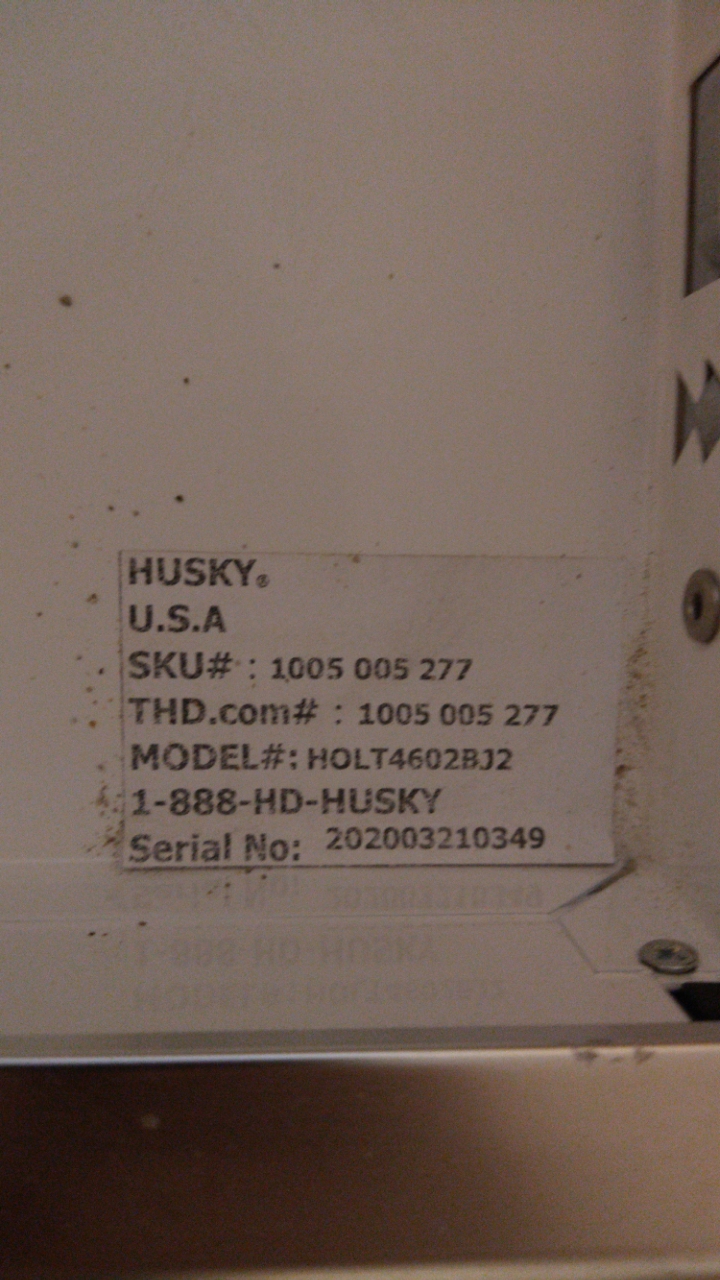 HUSKY®
U.S.A
SKU# : 1005 005 277
THD.com# : 1005 005 277
MODEL#: HOLT4602BJ2
1-888-HD-HUSKY
Serial No: 202003210349